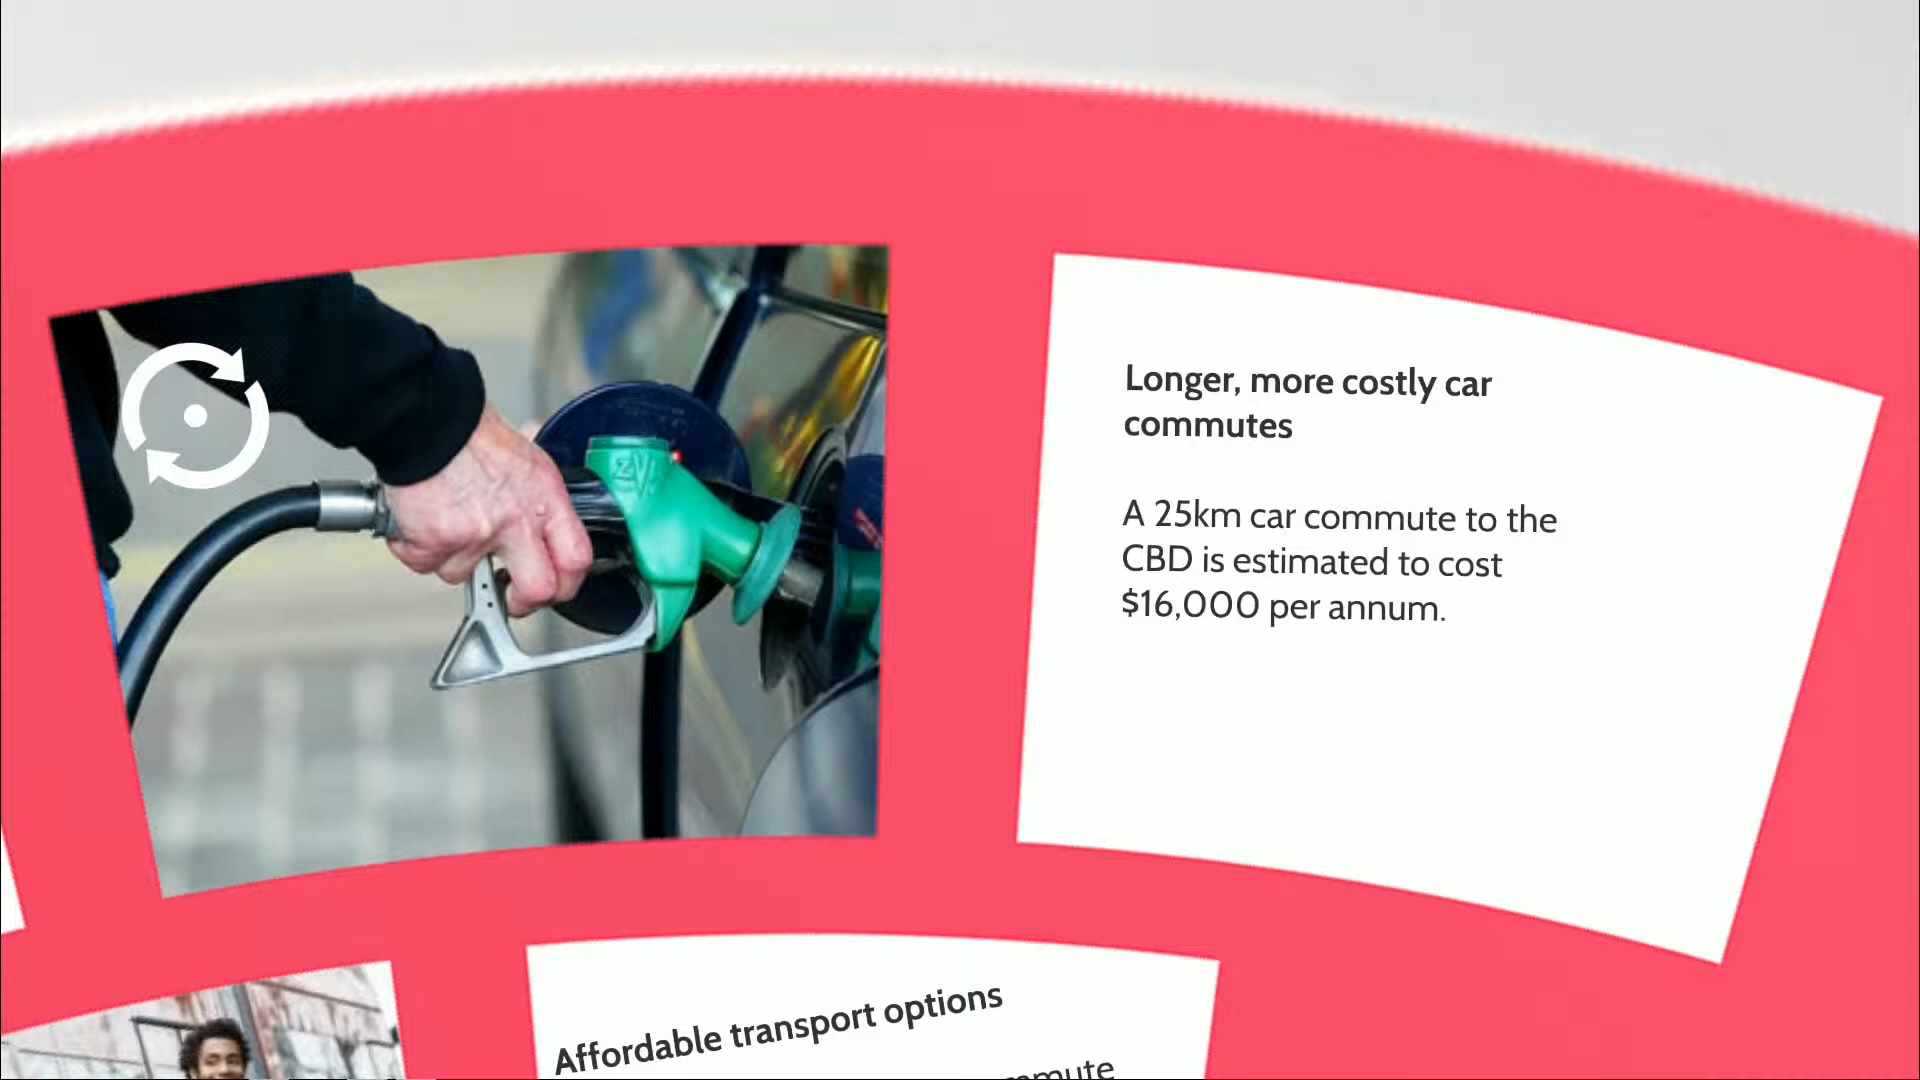 Longer, more costly car
commutes
A 25km car commute to the
CBD is estimated to cost
$16,000 per annum.
Affordable transport options